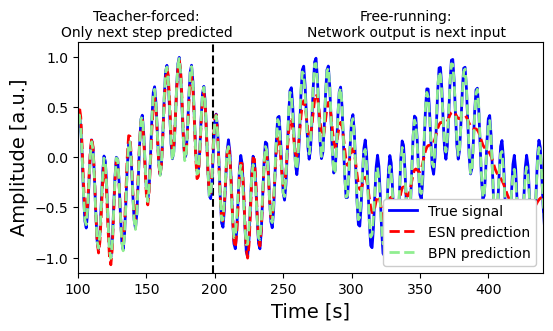 Teacher-forced:
Only next step predicted
Free-running:
Network output is next input
Amplitude [a.u.]
1.0
0.5
0.0
−0.5
−1.0
True signal
ESN prediction
BPN prediction
100 150 200 250 300 350 400
Time [s]